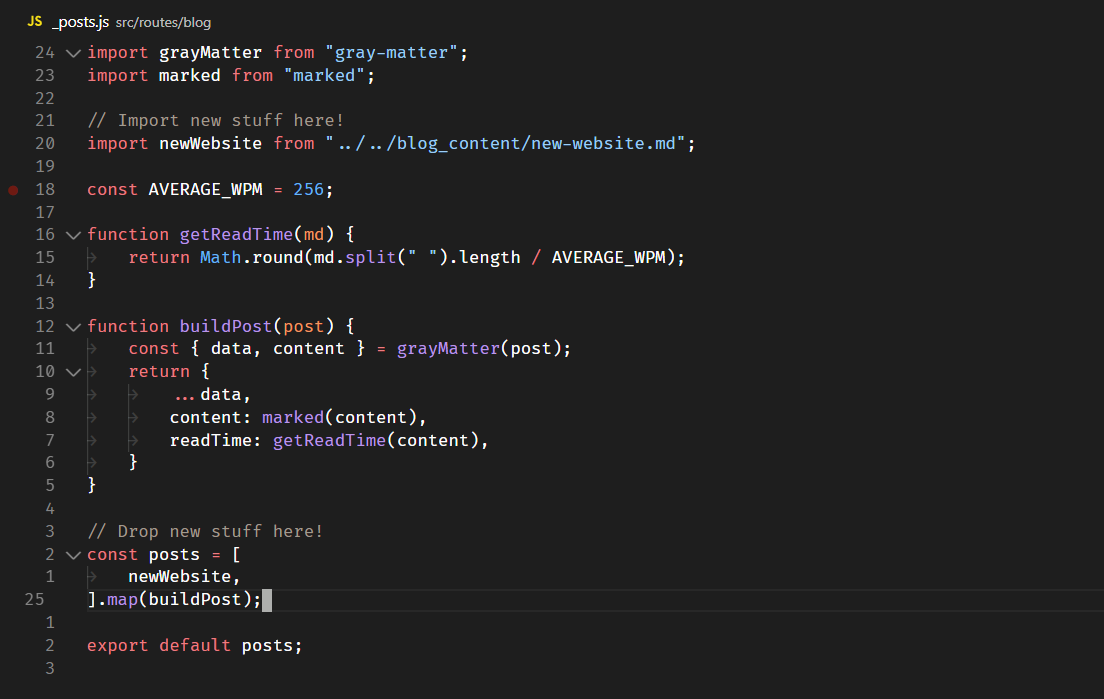 JS _posts.js src/routes/blog
24 import grayMatter from "gray-matter";
23 import marked from "marked";
22
21 // Import new stuff here!
20 import newWebsite from "../../blog_content/new-website.md";
19
18 const AVERAGE_WPM = 256;
17
16 function getReadTime(md) {
15 return Math.round(md.split(" ").length / AVERAGE_WPM);
14 }
13
12 function buildPost(post) {
11 const { data, content } = grayMatter(post);
10 return {
9 ...data,
8 content: marked(content),
7 readTime: getReadTime(content),
6 }
5 }
4
3 // Drop new stuff here!
2 const posts = [
1 newWebsite,
25 ].map(buildPost);
1
2 export default posts;
3